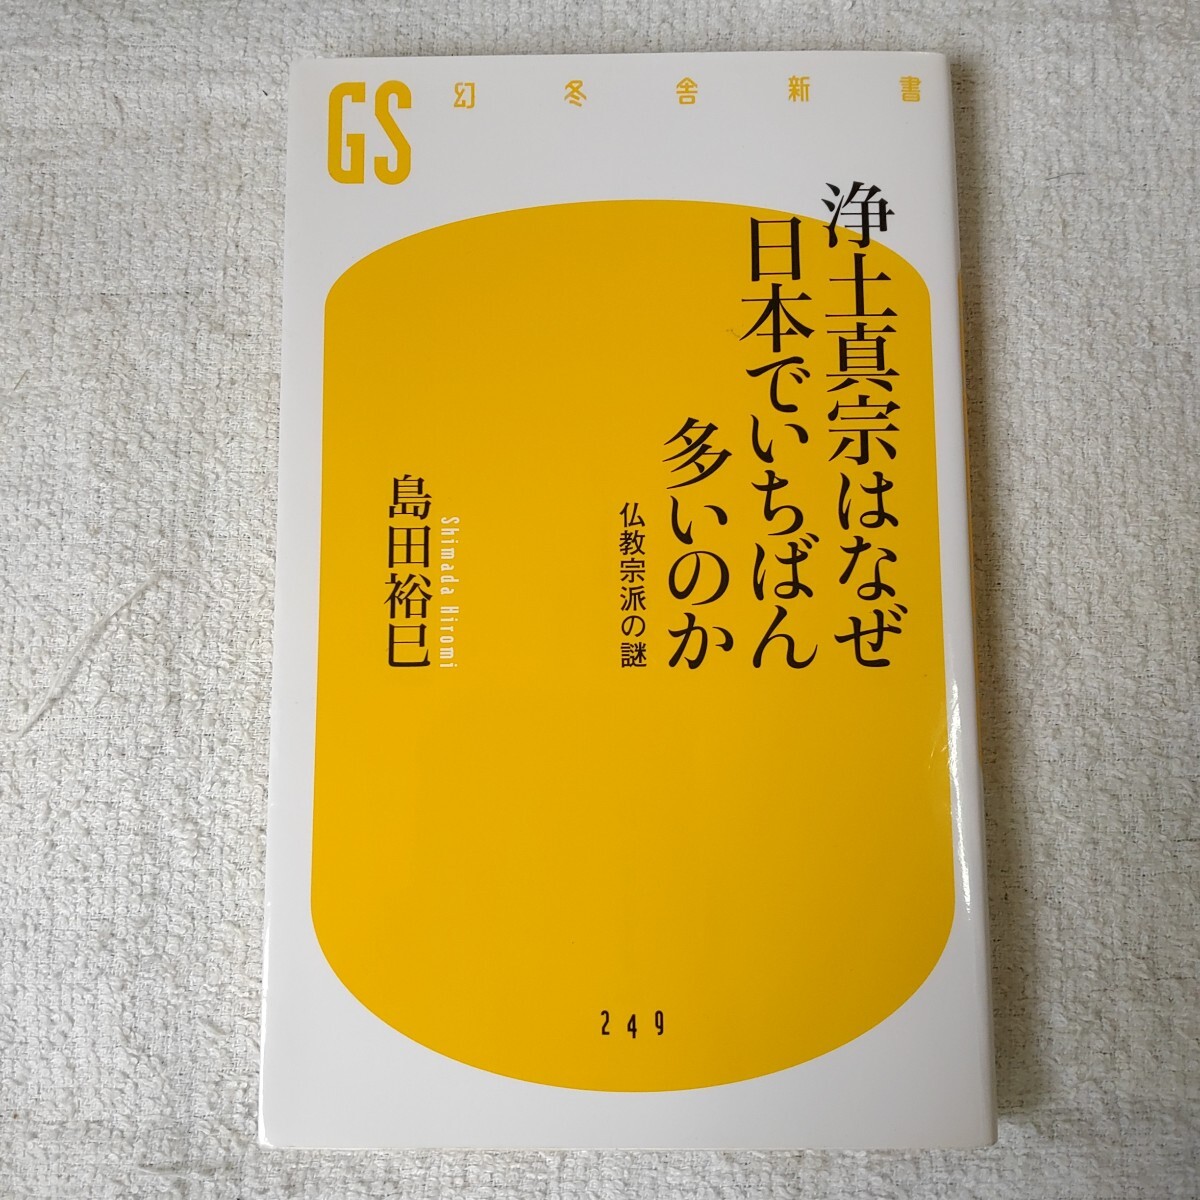 GS
幻冬舎新書
浄土真宗はなぜ
日本でいちばん
多いのか
仏教宗派の謎
島田裕巳
Shimada Hiromi
249